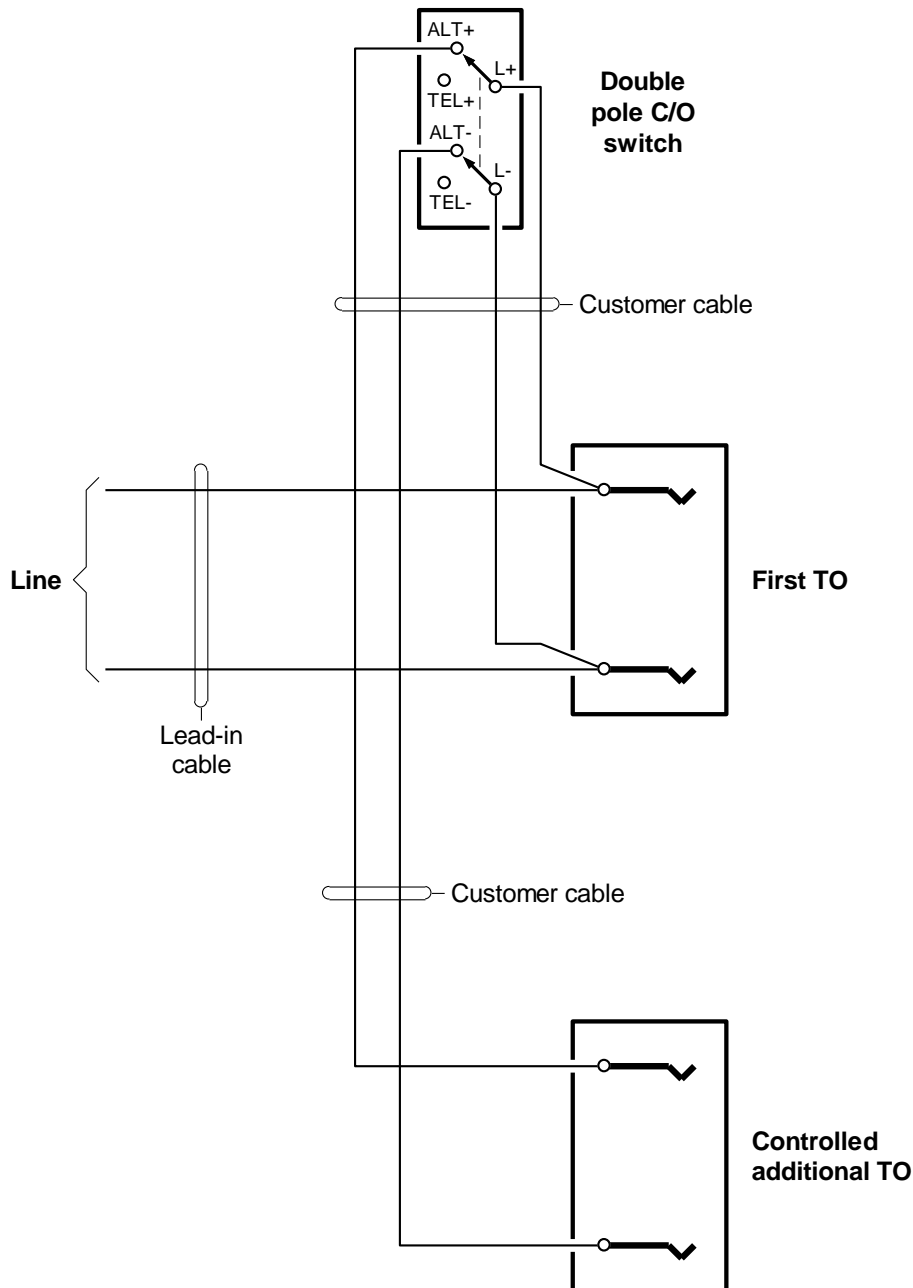 ALT+
L+
TEL+
ALT-
L-
TEL-
Double
pole C/O
switch
Customer cable
Line
First TO
Lead-in
cable
Customer cable
Controlled
additional TO